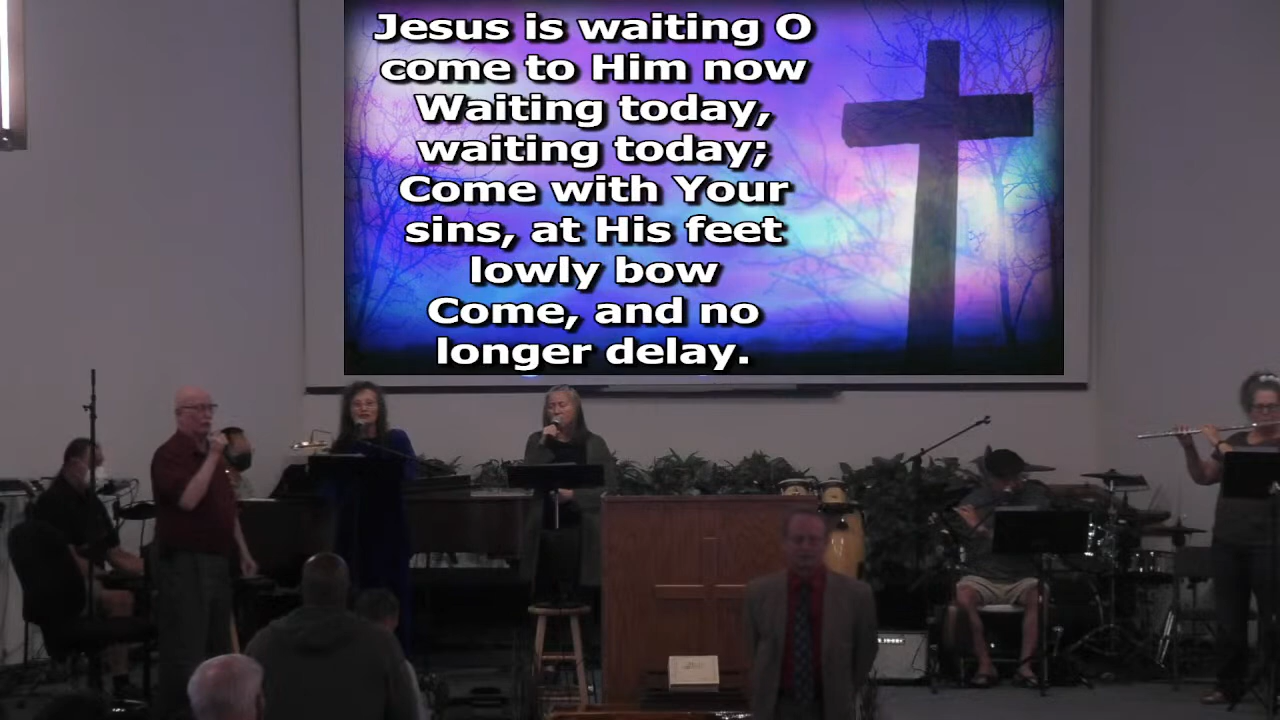 Jesus is waiting O
come to Him now
Waiting today,
waiting today;
Come with Your
sins, at His feet
lowly bow
Come, and no
longer delay.